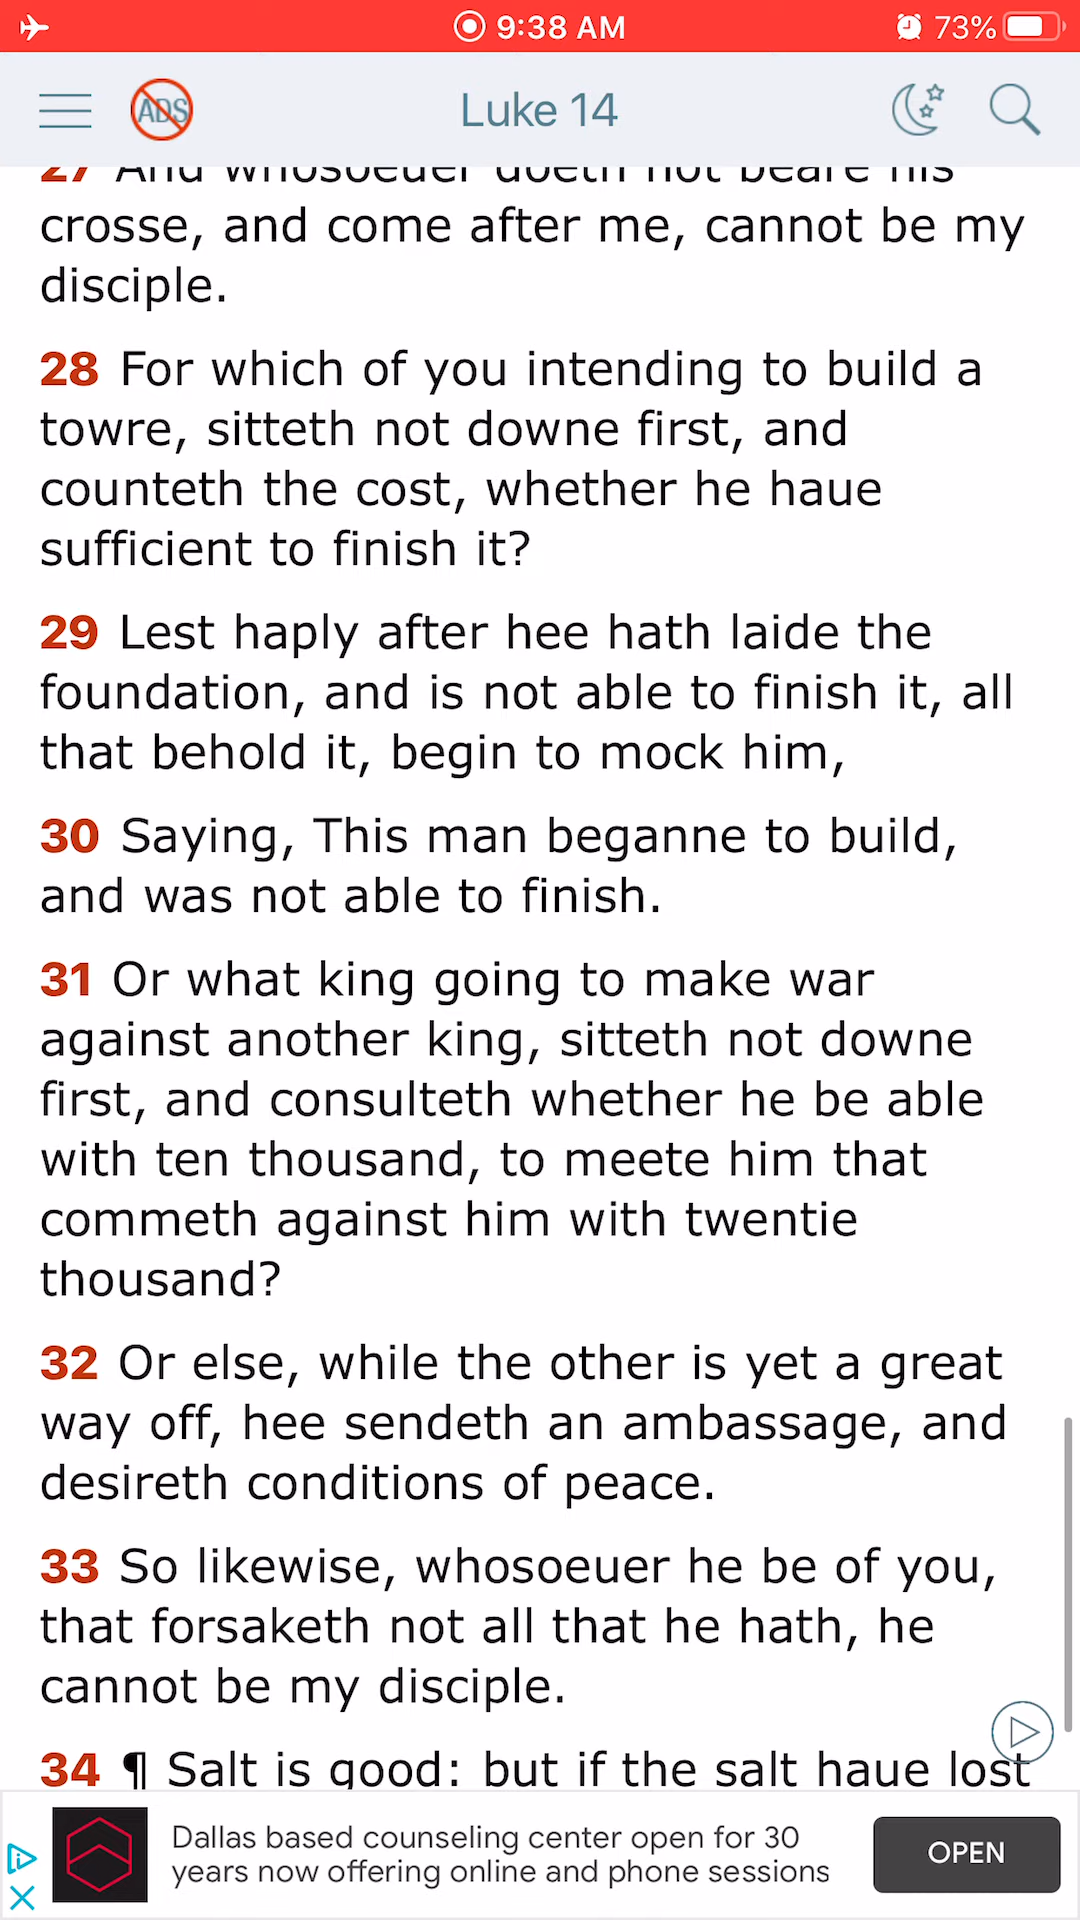 9:38 AM
73%
ADS
Luke 14
27 And whosoeuer doeth not beare his
crosse, and come after me, cannot be my
disciple.
28 For which of you intending to build a
towre, sitteth not downe first, and
counteth the cost, whether he haue
sufficient to finish it?
29 Lest haply after hee hath laide the
foundation, and is not able to finish it, all
that behold it, begin to mock him,
30 Saying, This man beganne to build,
and was not able to finish.
31 Or what king going to make war
against another king, sitteth not downe
first, and consulteth whether he be able
with ten thousand, to meete him that
commeth against him with twentie
thousand?
32 Or else, while the other is yet a great
way off, hee sendeth an ambassage, and
desireth conditions of peace.
33 So likewise, whosoeuer he be of you,
that forsaketh not all that he hath, he
cannot be my disciple.
34 ¶ Salt is good: but if the salt haue lost
Dallas based counseling center open for 30
years now offering online and phone sessions
OPEN